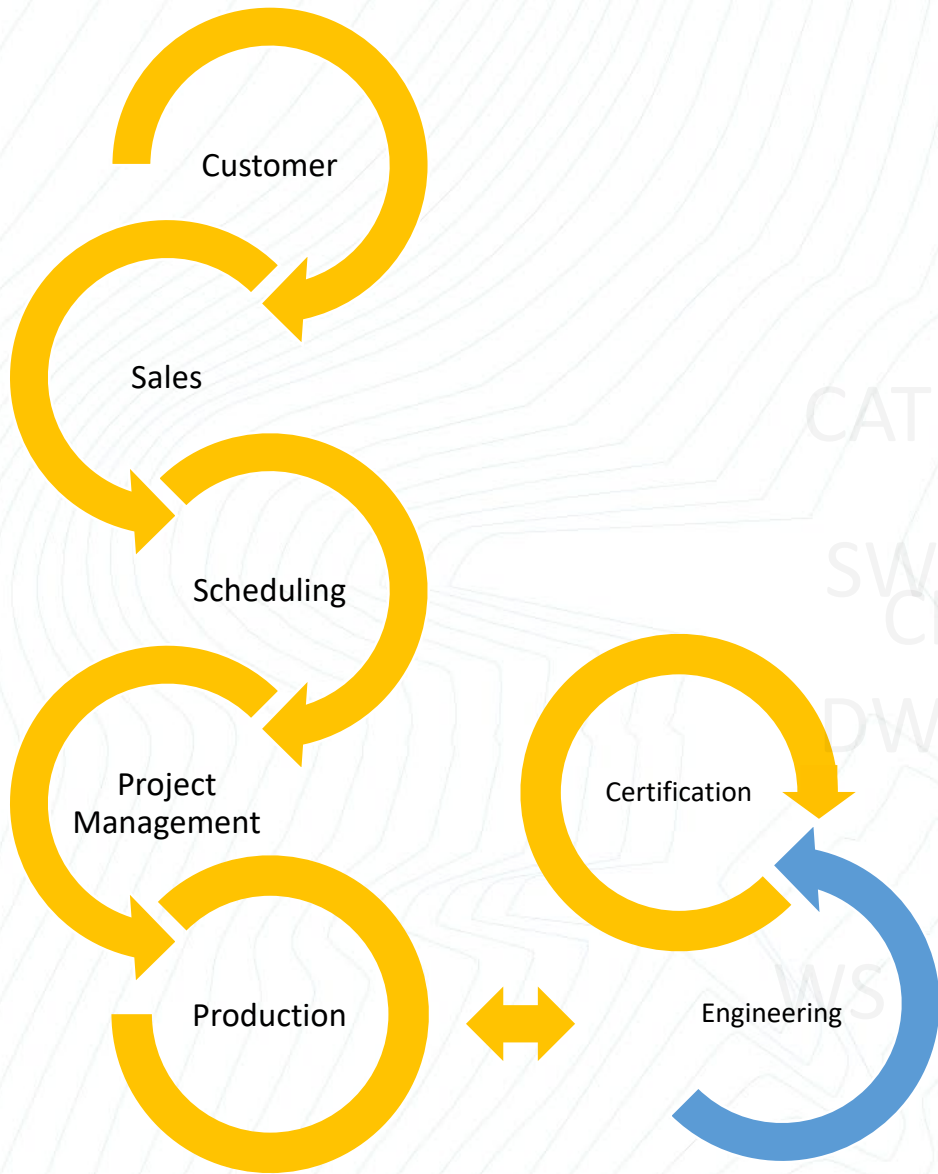 Customer
Sales
CAT
Scheduling
SW
DW
Project
Management
Certification
WS
Production
Engineering